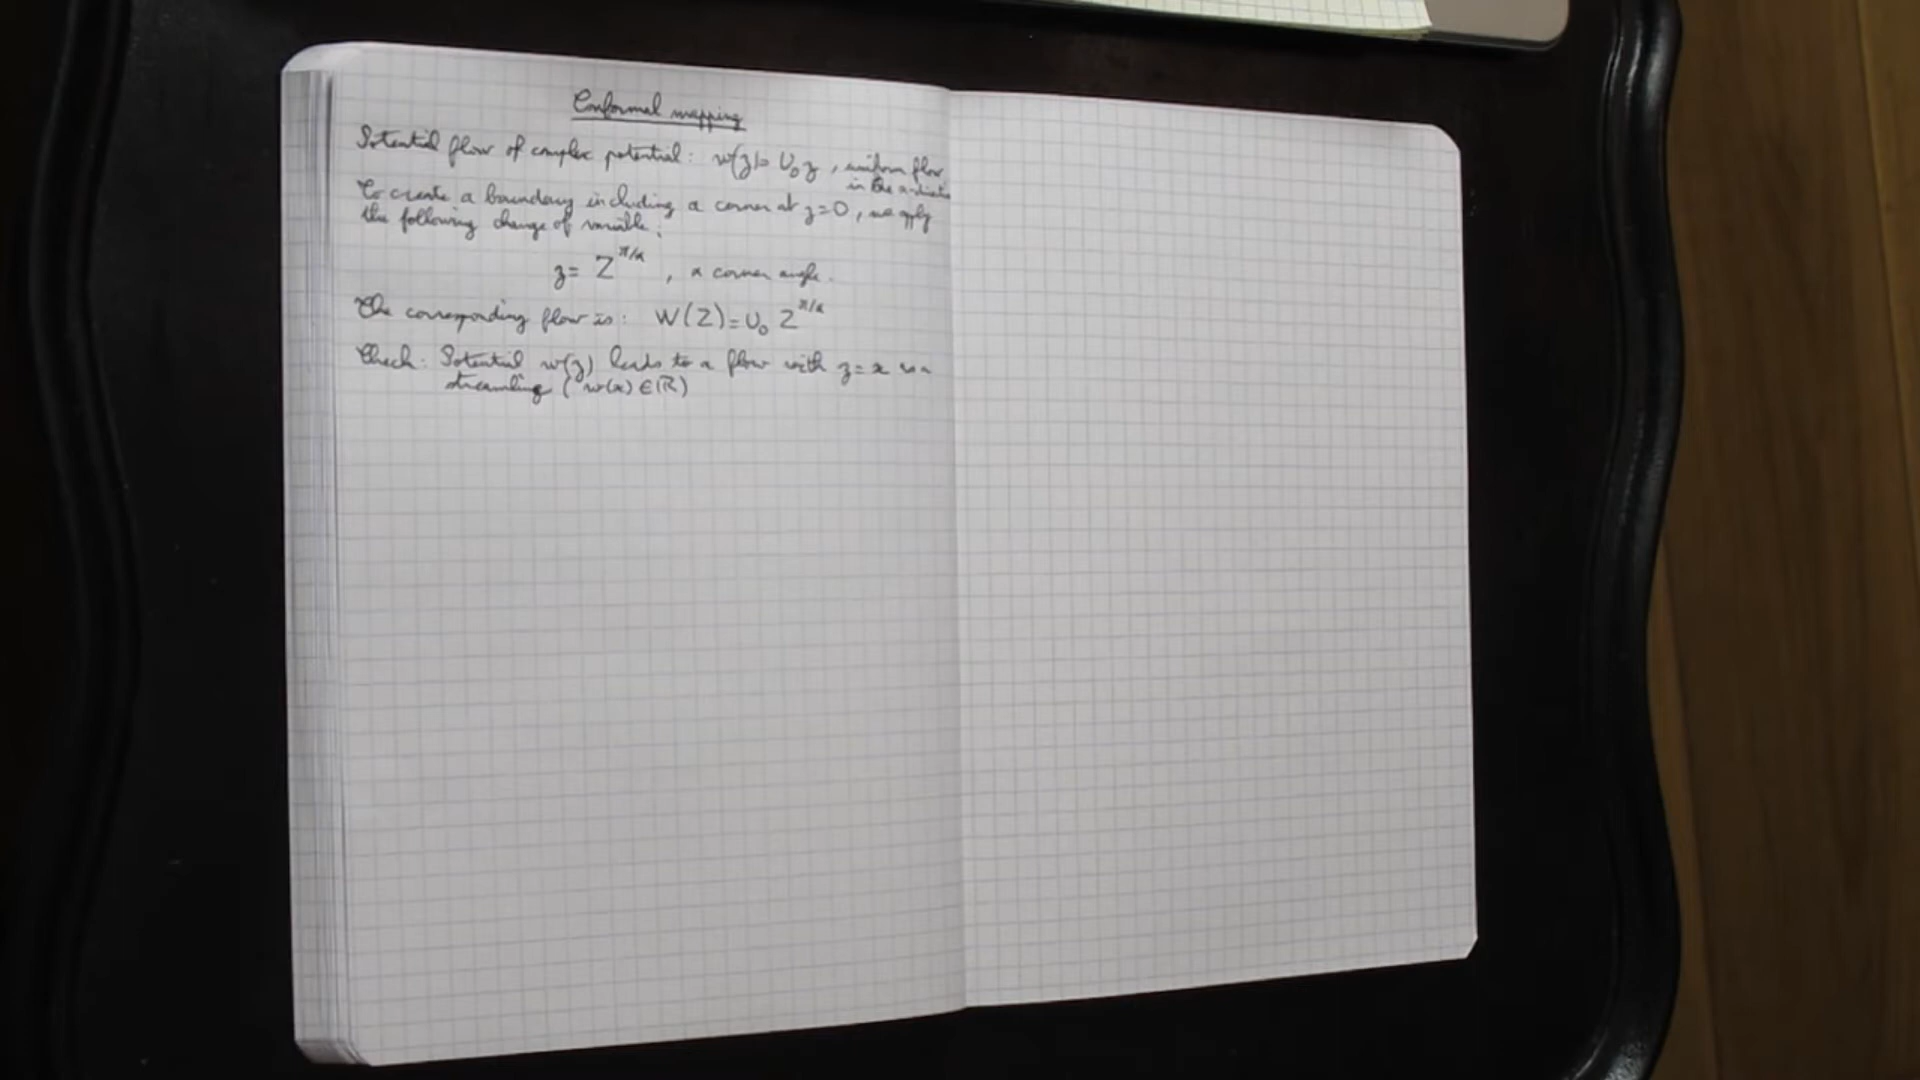 Conformal mapping
Potential flow of complex potential: w(z) = U₀ z, uniform flow
in the x-direction
To create a boundary including a corner at z=0, we apply
the following change of variable:
z = Z^{π/α}, α corner angle.
The corresponding flow is: W(Z) = U₀ Z^{π/α}
Check: Potential w(z) leads to a flow with z = x is a
streamline (w(x) ∈ ℝ)